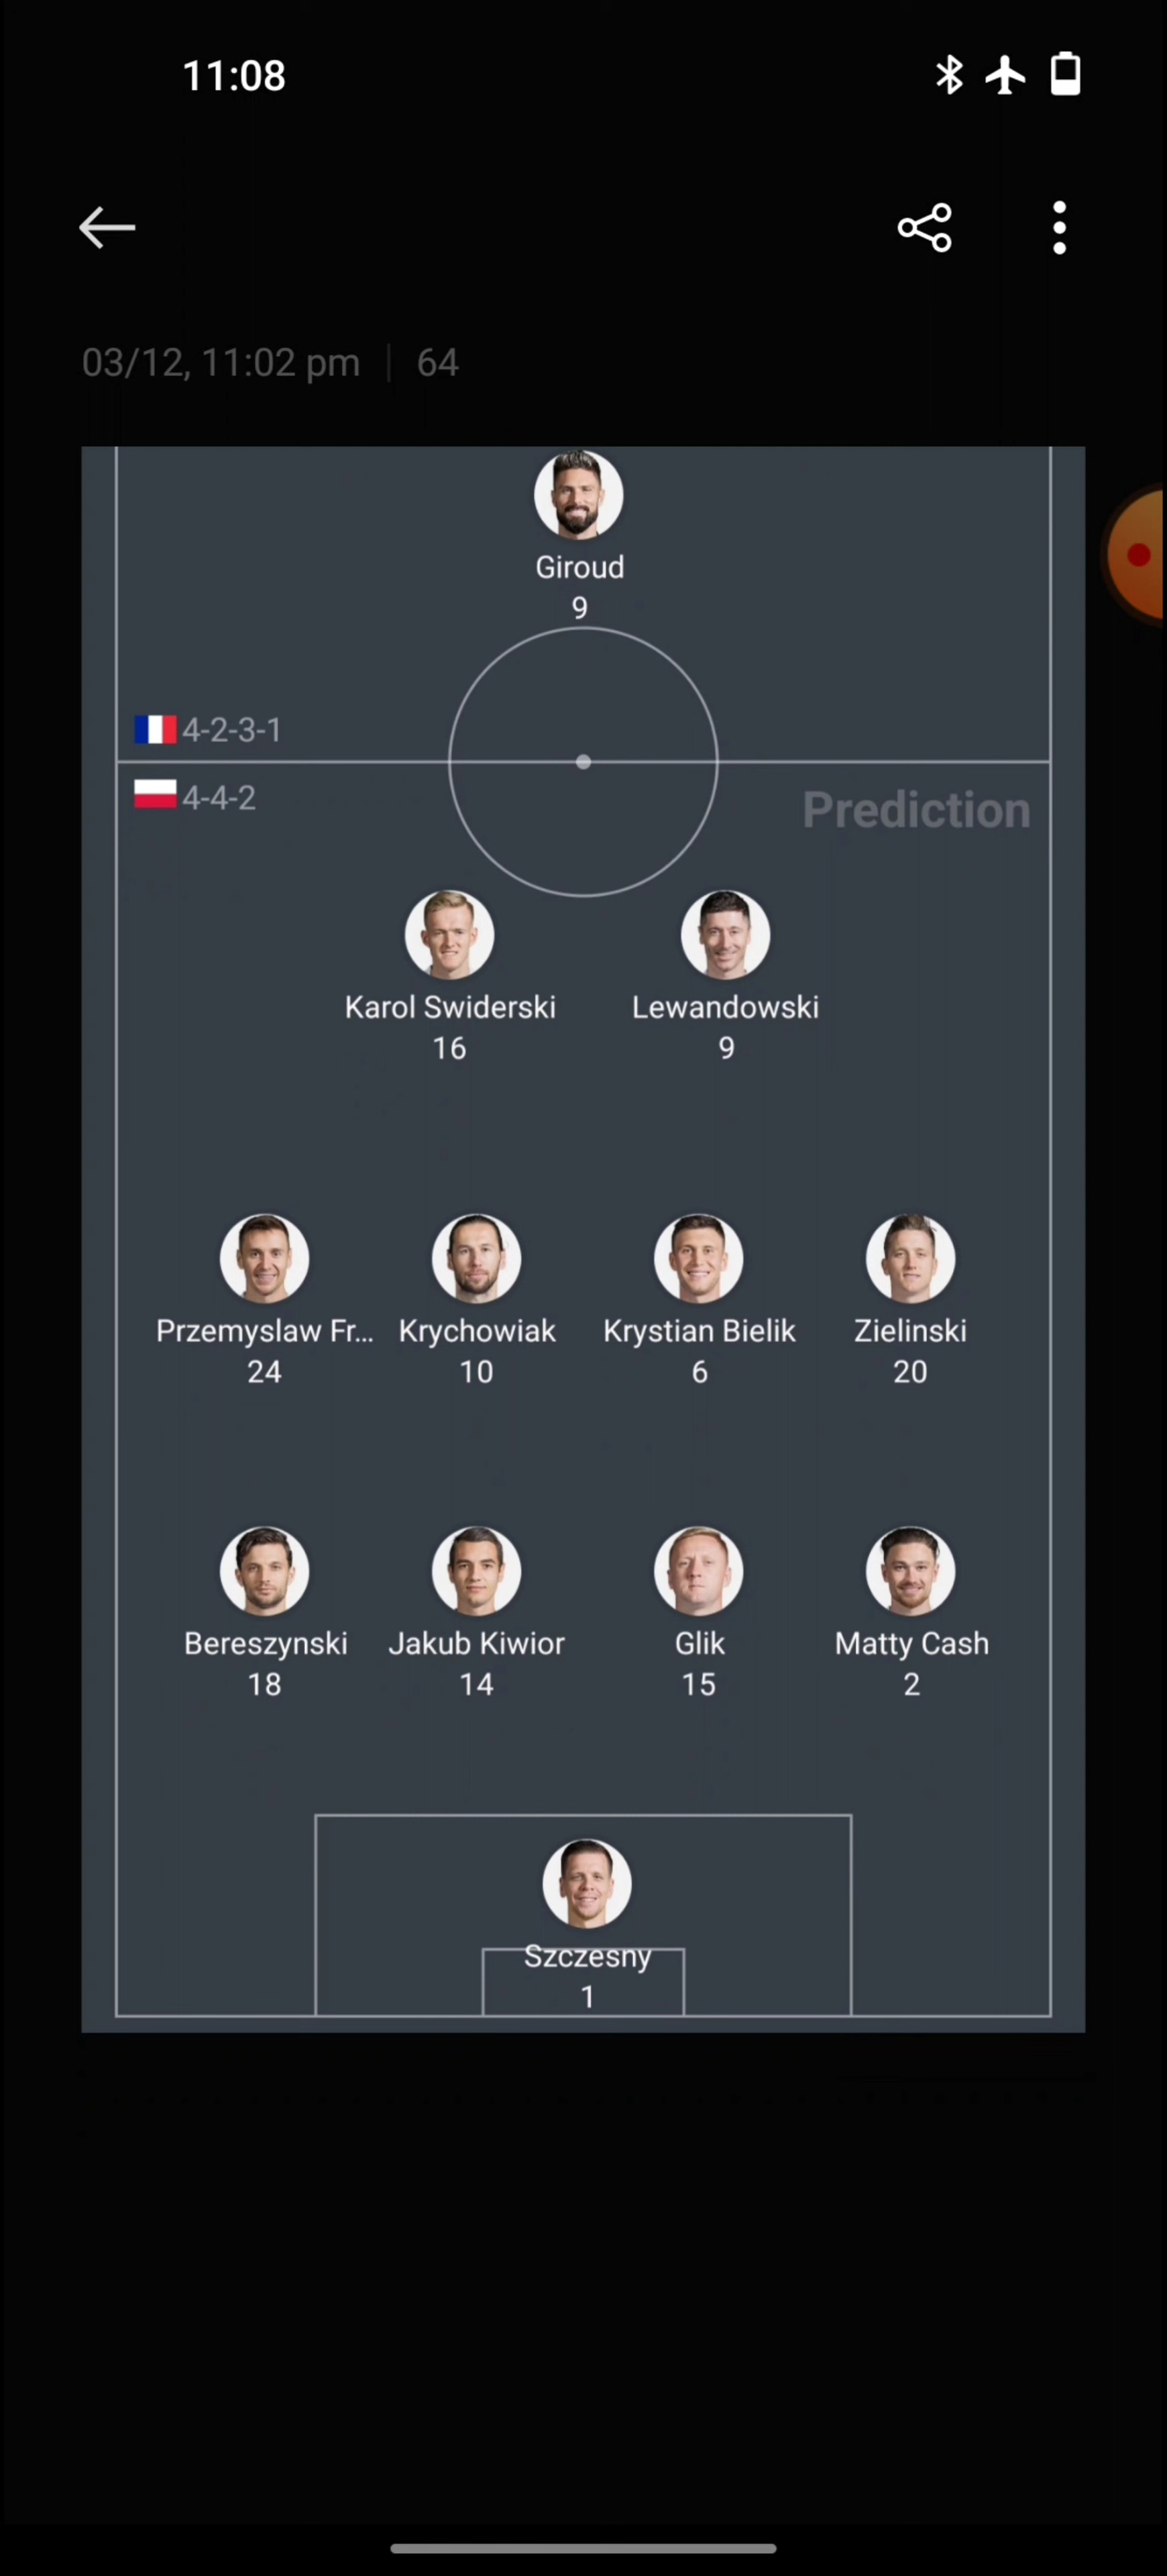 11:08
03/12, 11:02 pm | 64
Giroud
9
4-2-3-1
4-4-2
Prediction
Karol Swiderski Lewandowski
16 9
Przemyslaw Fr... Krychowiak Krystian Bielik Zielinski
24 10 6 20
Bereszynski Jakub Kiwior Glik Matty Cash
18 14 15 2
Szczesny
1